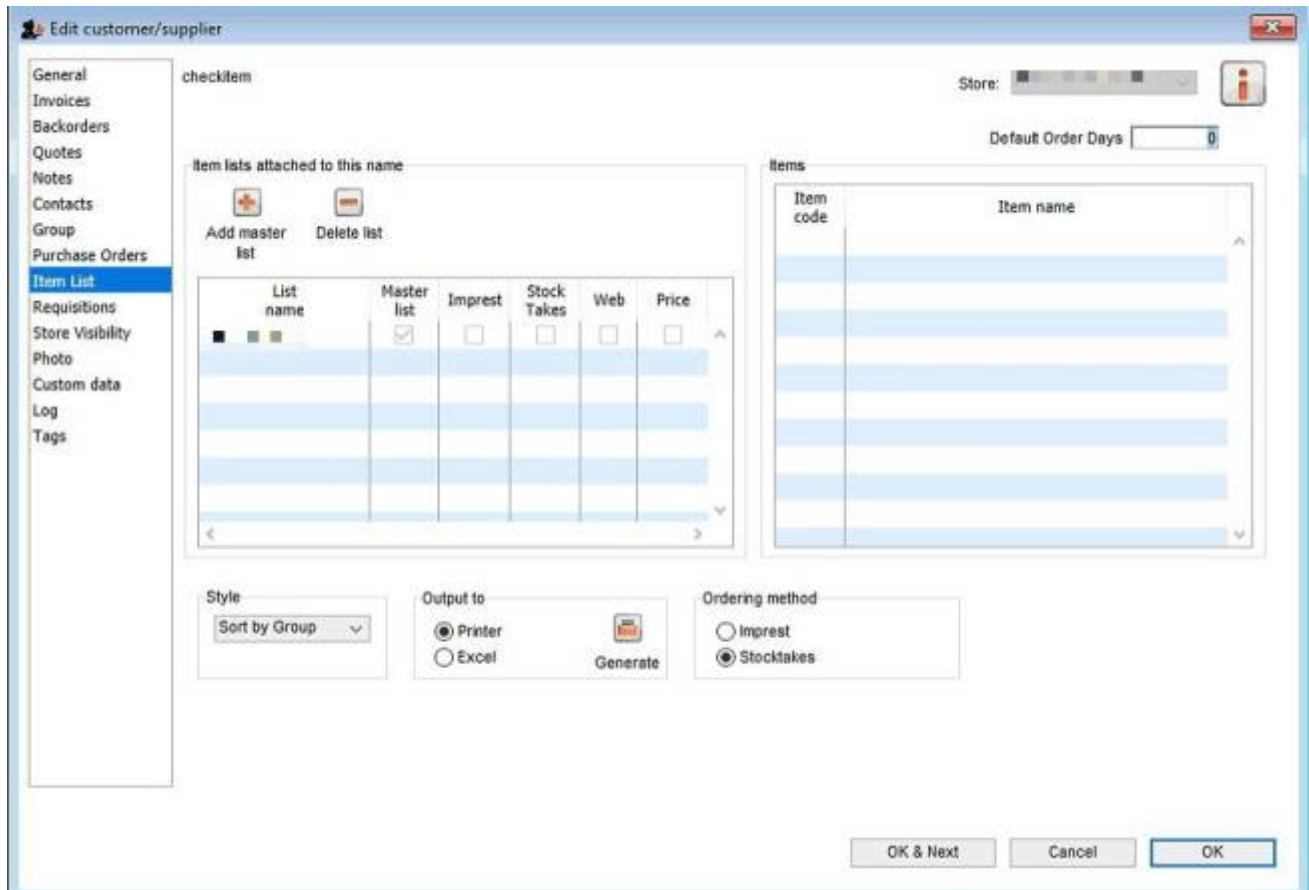 Edit customer/supplier
General
Invoices
Backorders
Quotes
Notes
Contacts
Group
Purchase Orders
Item List
Requisitions
Store Visibility
Photo
Custom data
Log
Tags
checkitem
Store:
Default Order Days 0
Item lists attached to this name
Add master
list
Delete list
List
name
Master
list
Imprest
Stock
Takes
Web
Price
Items
Item
code
Item name
Style
Sort by Group
Output to
Printer
Excel
Generate
Ordering method
Imprest
Stocktakes
OK & Next
Cancel
OK